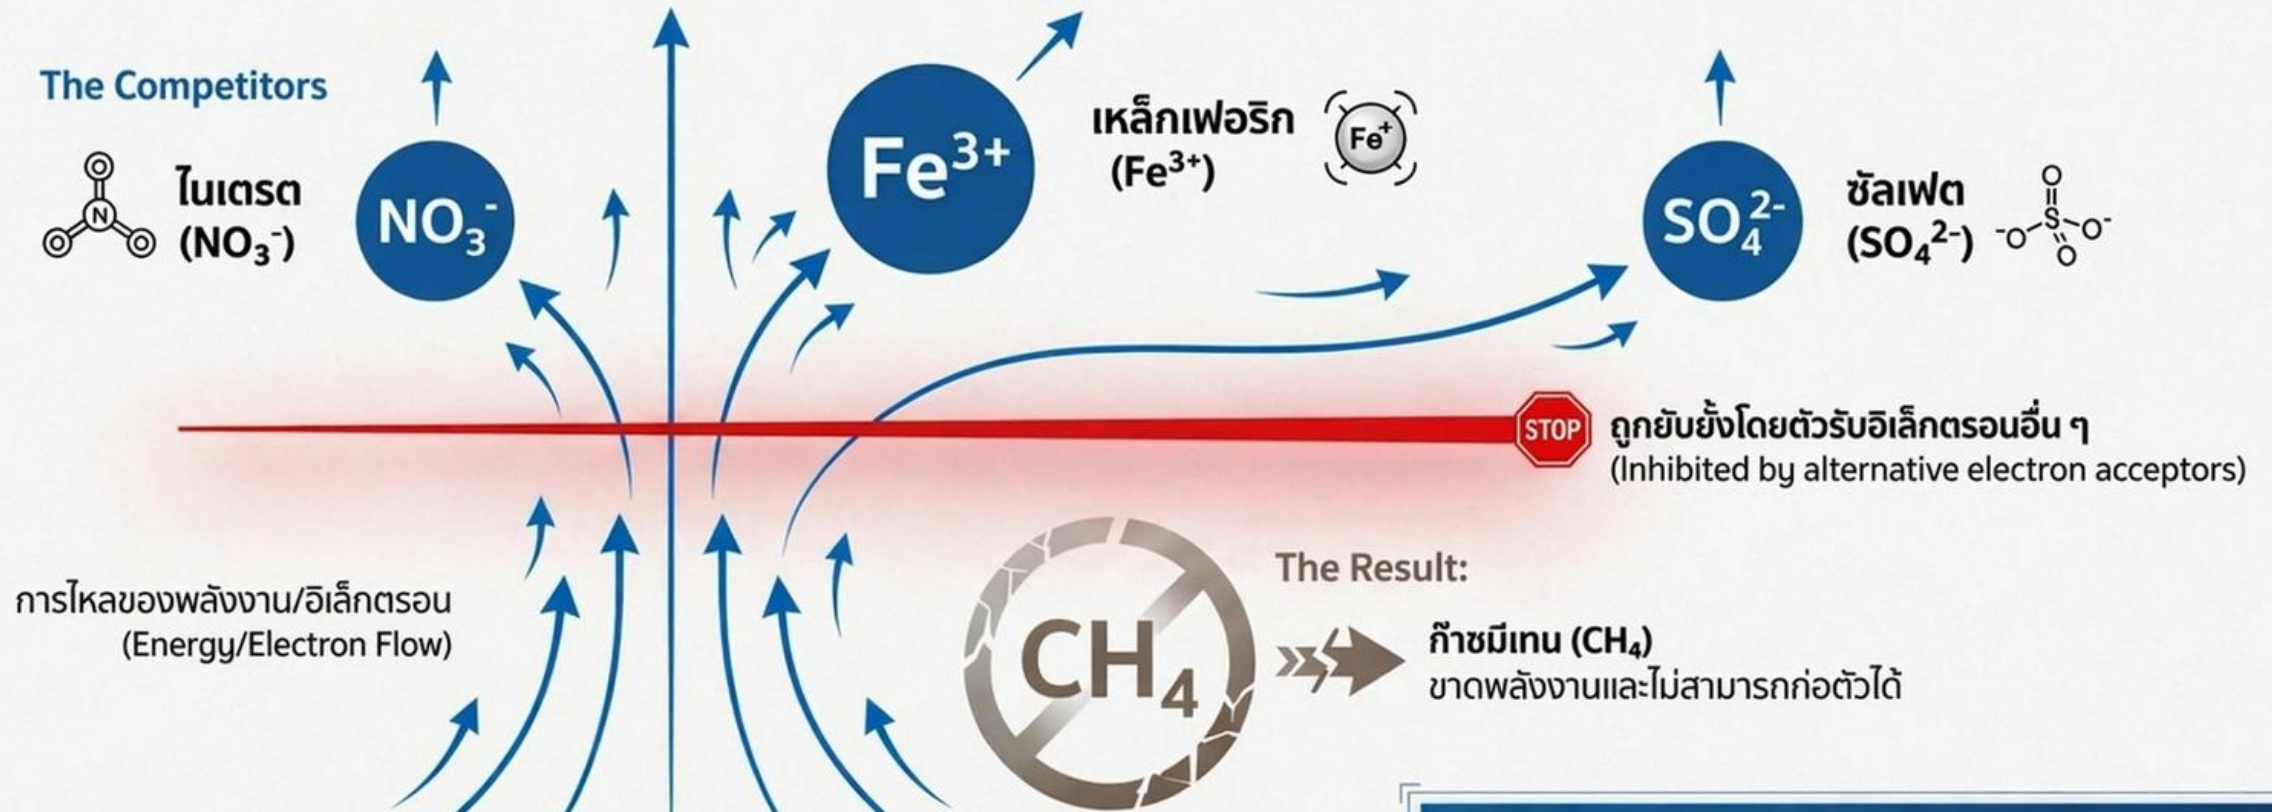 The Competitors
ไนเตรต
(NO₃⁻)
O
N
O
O
NO₃⁻
Fe³⁺
เหล็กเฟอริก
(Fe³⁺)
Fe⁺
SO₄²⁻
ซัลเฟต
(SO₄²⁻)
O
⁻O S O⁻
O
STOP
ถูกยับยั้งโดยตัวรับอิเล็กตรอนอื่น ๆ
(Inhibited by alternative electron acceptors)
การไหลของพลังงาน/อิเล็กตรอน
(Energy/Electron Flow)
CH₄
The Result:
ก๊าซมีเทน (CH₄)
ขาดพลังงานและไม่สามารถก่อตัวได้